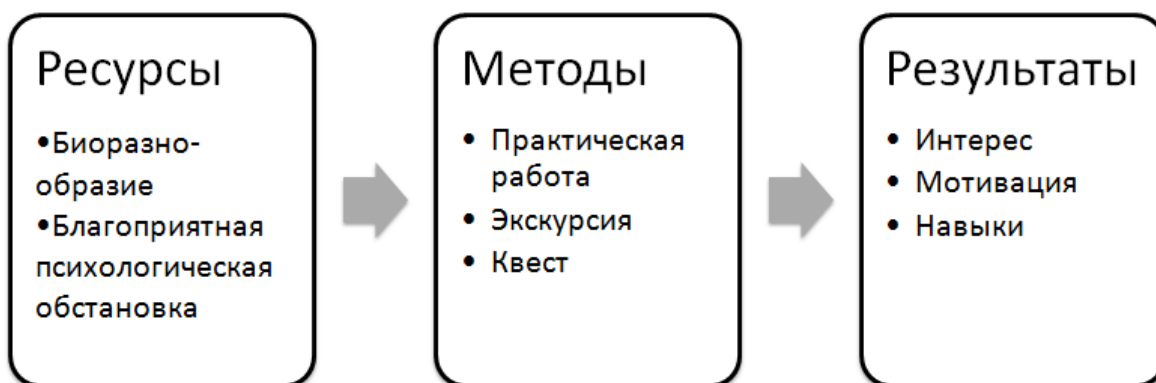 Ресурсы
•Биоразно-
образие
•Благоприятная
психологическая
обстановка
Методы
• Практическая
работа
• Экскурсия
• Квест
Результаты
• Интерес
• Мотивация
• Навыки